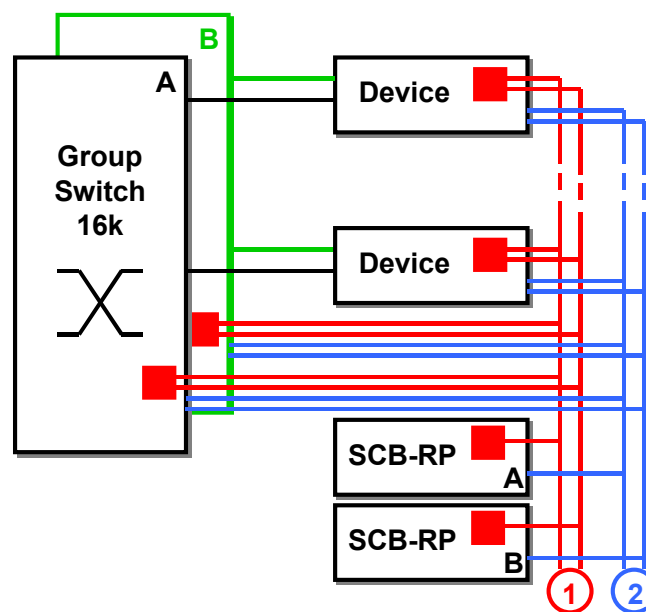 B
A
Device
Group
Switch
16k
Device
SCB-RP
A
SCB-RP
B
1
2